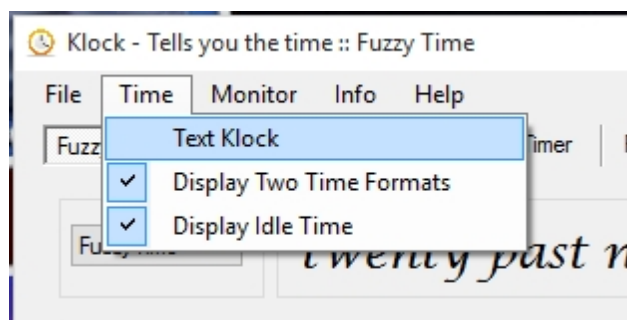 Klock - Tells you the time :: Fuzzy Time
File Time Monitor Info Help
Fuzz
Text Klock
Timer
Display Two Time Formats
Display Idle Time
twenty past